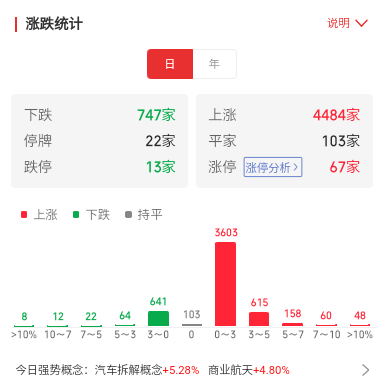 涨跌统计 说明
日 年
下跌 747家 上涨 4484家
停牌 22家 平家 103家
跌停 13家 涨停 涨停分析> 67家
上涨 下跌 持平
3603
8 12 22 64 641 103 615 158 60 48
>10% 10～7 7～5 5～3 3～0 0 0～3 3～5 5～7 7～10 >10%
今日强势概念：汽车拆解概念+5.28% 商业航天+4.80%